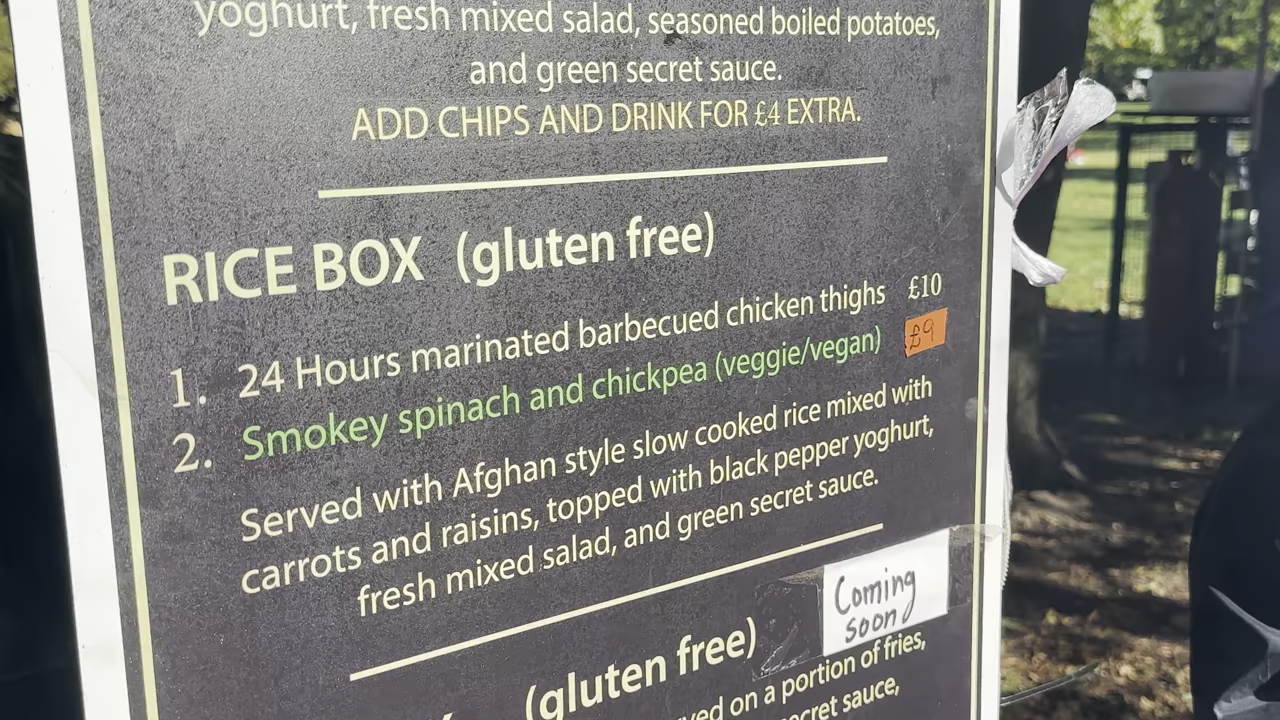 yoghurt, fresh mixed salad, seasoned boiled potatoes,
and green secret sauce.
ADD CHIPS AND DRINK FOR £4 EXTRA.
RICE BOX (gluten free)
1. 24 Hours marinated barbecued chicken thighs £10
2. Smokey spinach and chickpea (veggie/vegan) £9
Served with Afghan style slow cooked rice mixed with
carrots and raisins, topped with black pepper yoghurt,
fresh mixed salad, and green secret sauce.
Coming
soon
(gluten free)
on a portion of fries,
sauce,